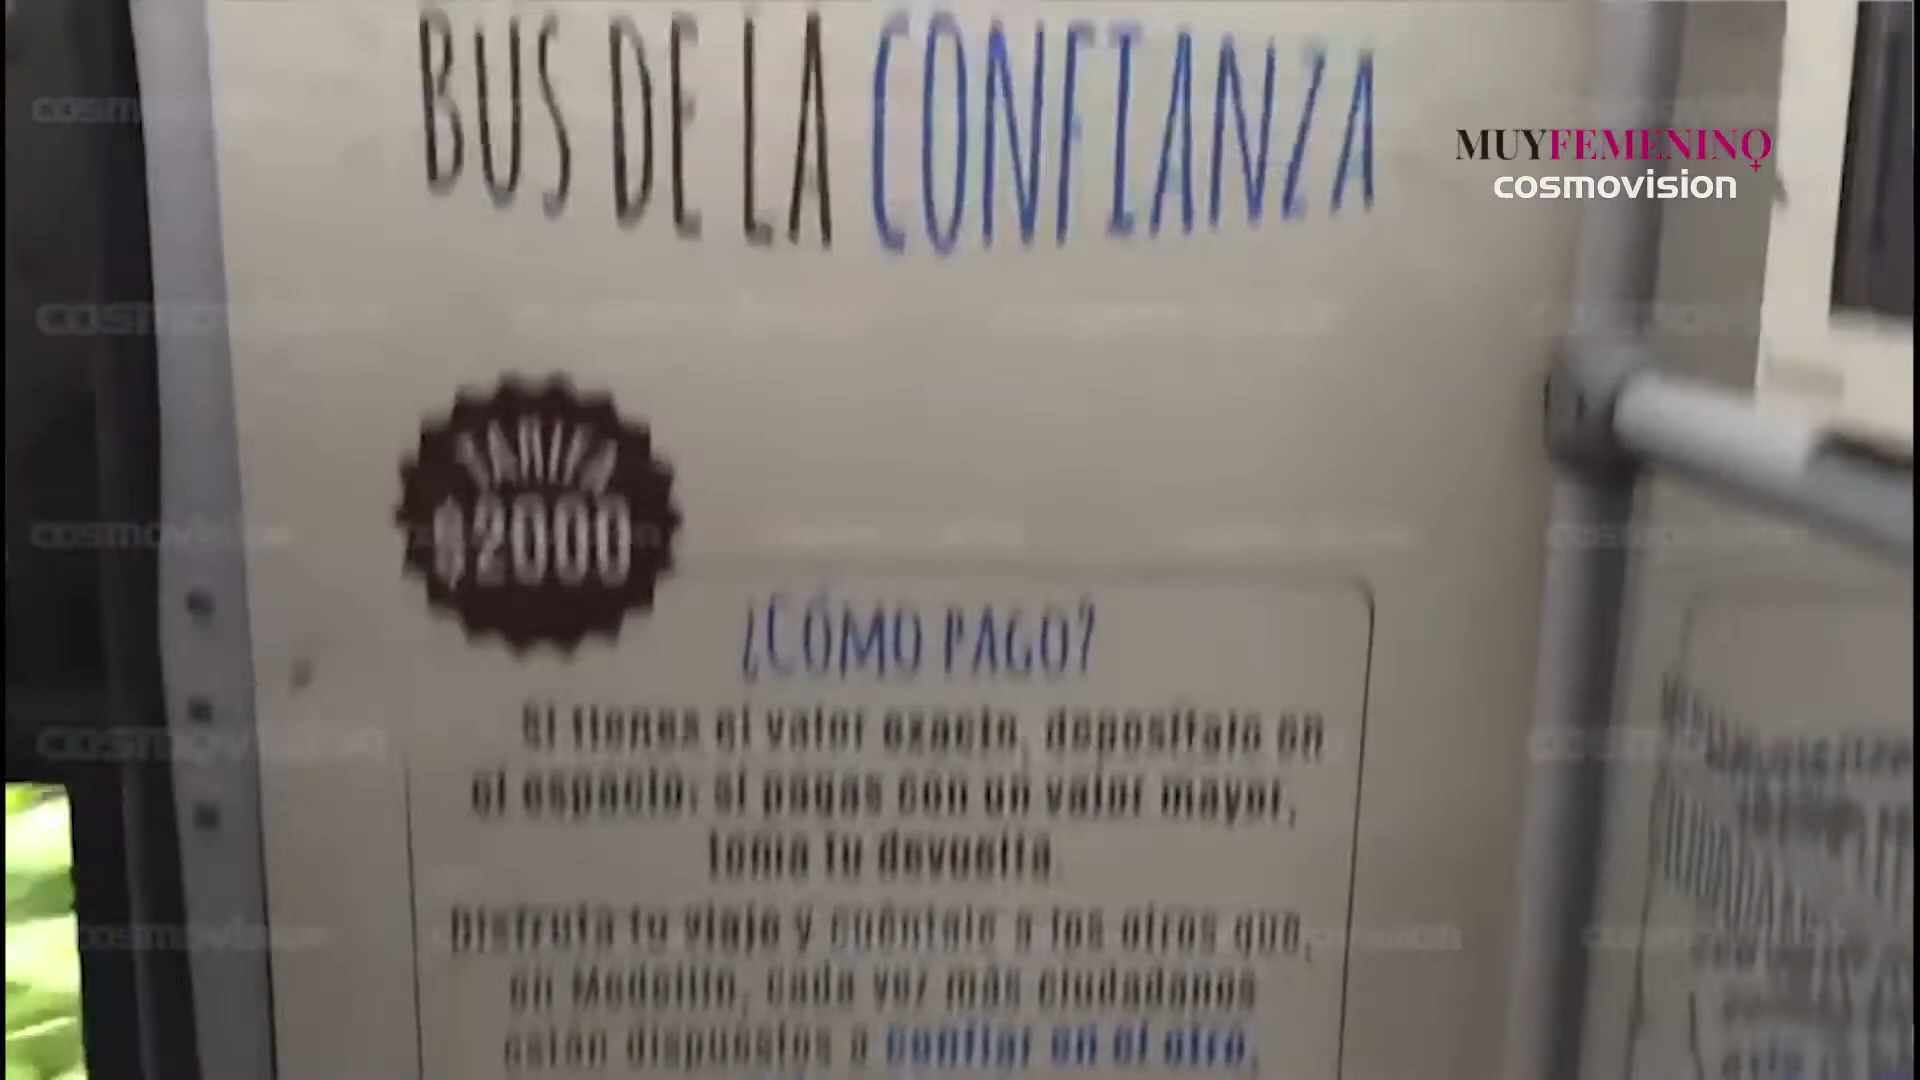 BUS DE LA CONFIANZA
MUYFEMENINO
cosmovision
TARIFA
$2000
¿CÓMO PAGO?
Si tienes el valor exacto, deposítalo en
el espacio; si pagas con un valor mayor,
toma tu devuelta.
Disfruta tu viaje y cuéntale a los otros que,
en Medellín, cada vez más ciudadanos
están dispuestos a confiar en el otro.